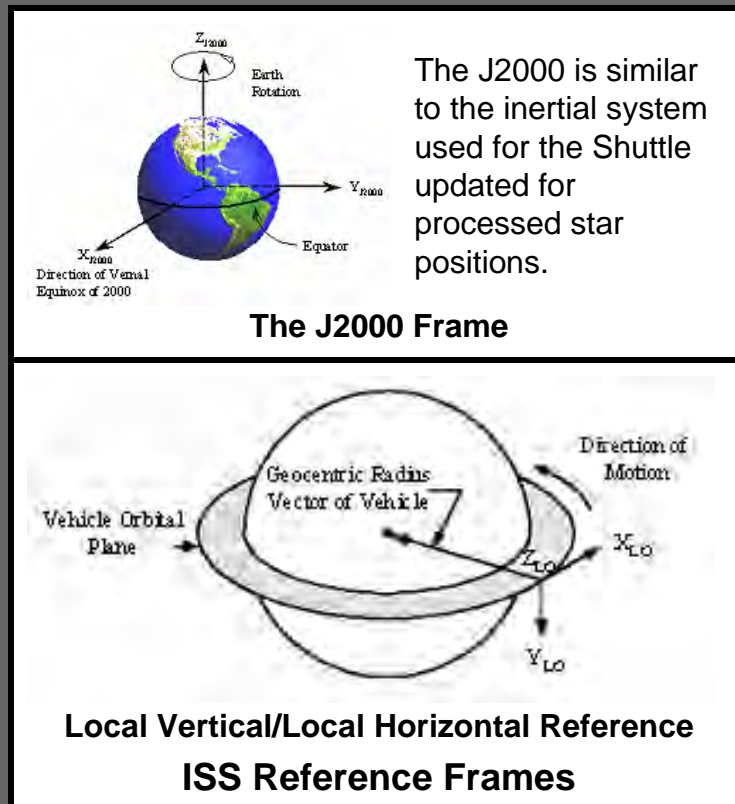 Z J2000
Earth
Rotation
Y J2000
Equator
X J2000
Direction of Vernal
Equinox of 2000
The J2000 is similar
to the inertial system
used for the Shuttle
updated for
processed star
positions.
The J2000 Frame
Direction of
Motion
Geocentric Radius
Vector of Vehicle
Vehicle Orbital
Plane
Z LO
X LO
Y LO
Local Vertical/Local Horizontal Reference
ISS Reference Frames